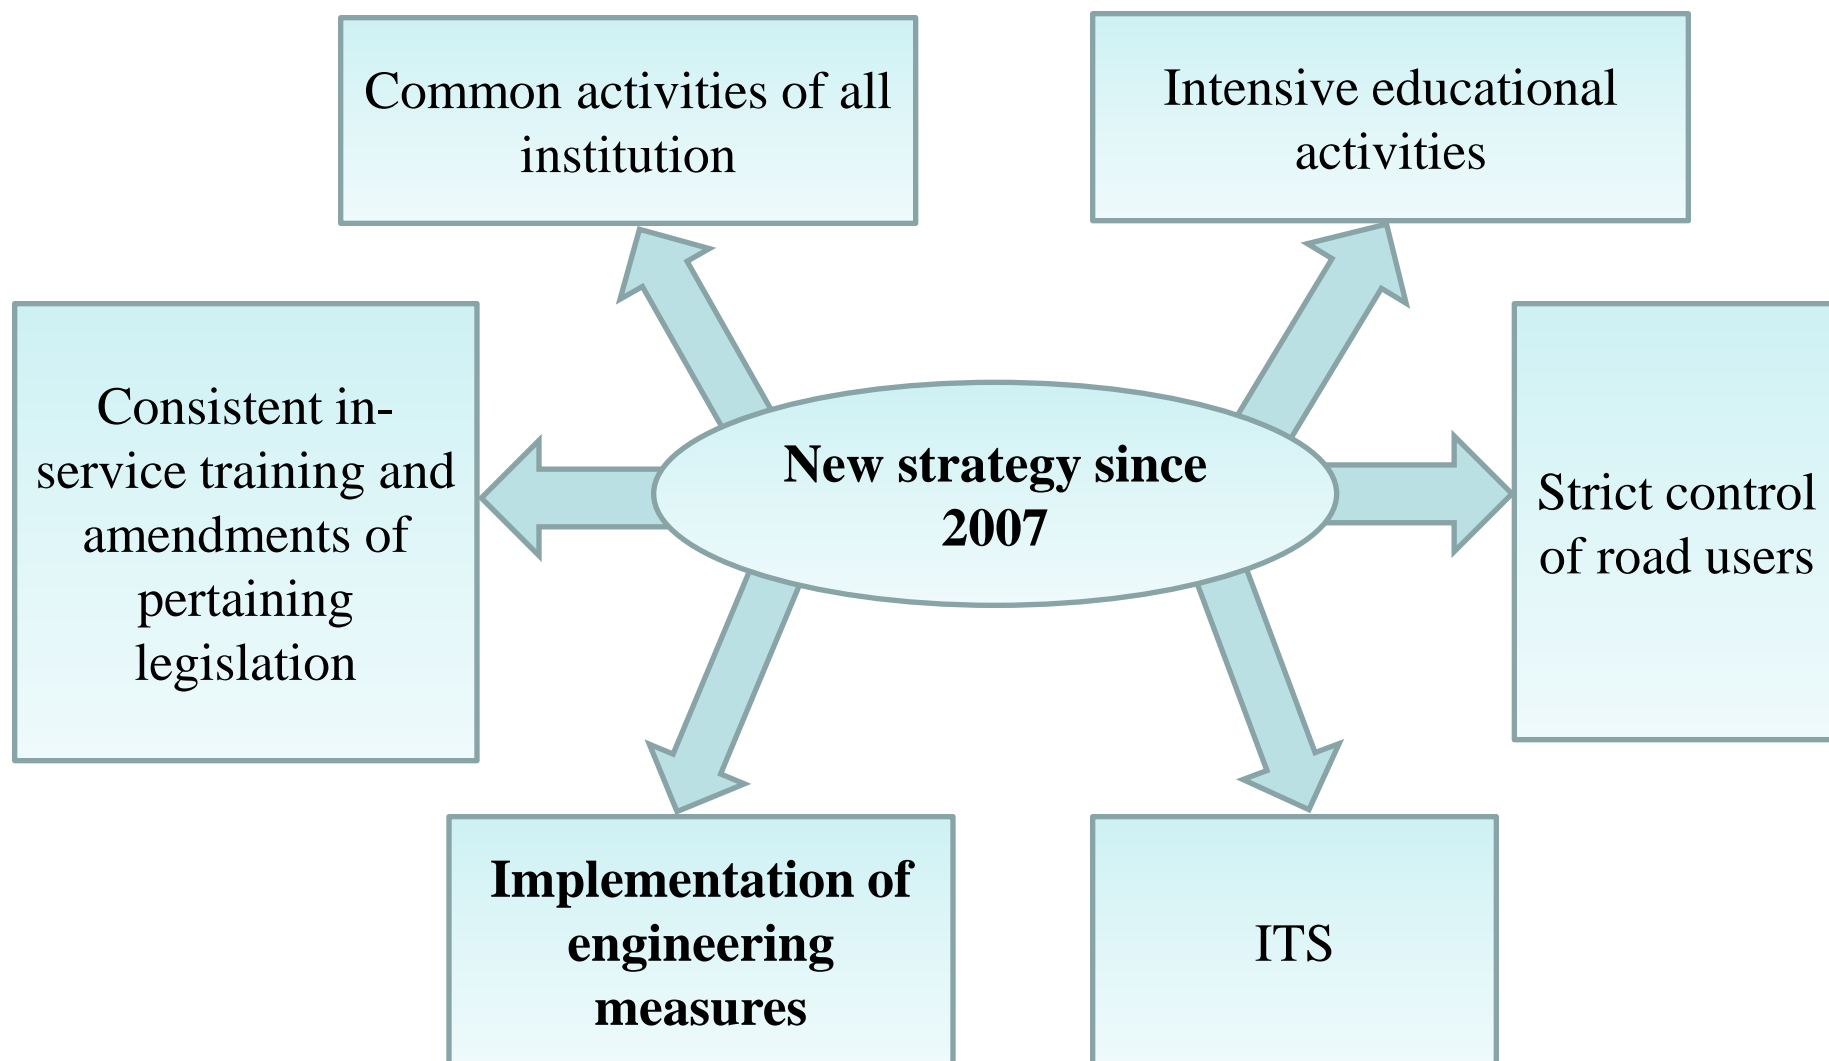 Common activities of all
institution
Intensive educational
activities
Consistent in-
service training and
amendments of
pertaining
legislation
New strategy since
2007
Strict control
of road users
Implementation of
engineering
measures
ITS